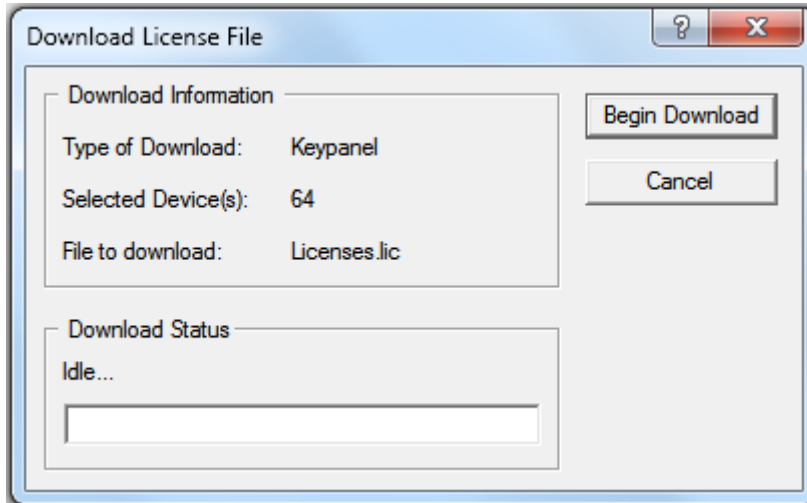 Download License File
Download Information
Type of Download: Keypanel
Selected Device(s): 64
File to download: Licenses.lic
Begin Download
Cancel
Download Status
Idle...